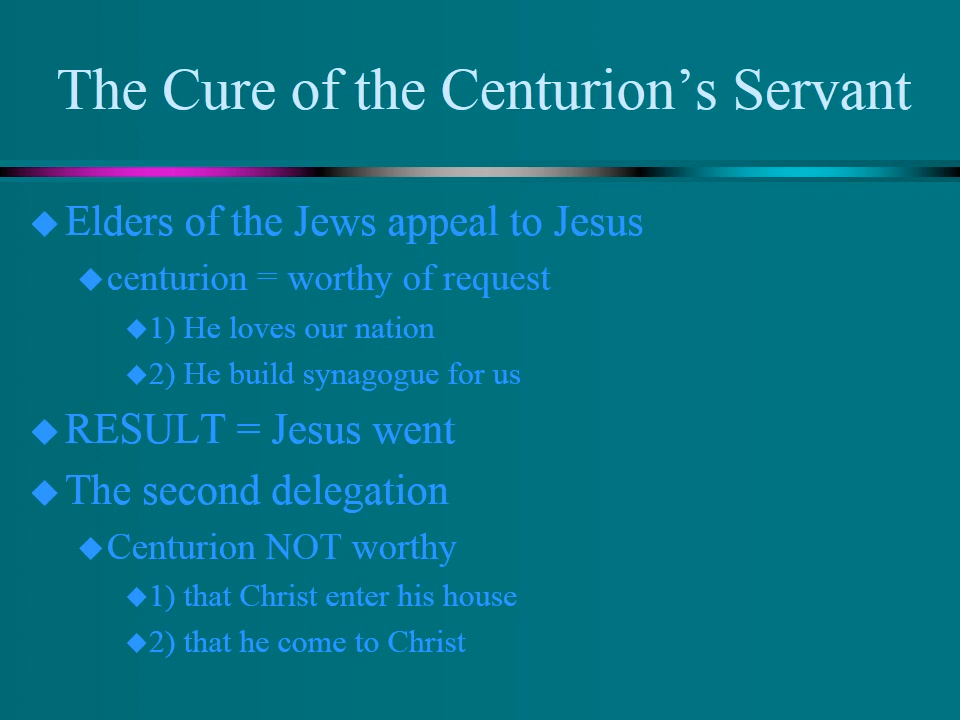 The Cure of the Centurion’s Servant
Elders of the Jews appeal to Jesus
centurion = worthy of request
1) He loves our nation
2) He build synagogue for us
RESULT = Jesus went
The second delegation
Centurion NOT worthy
1) that Christ enter his house
2) that he come to Christ